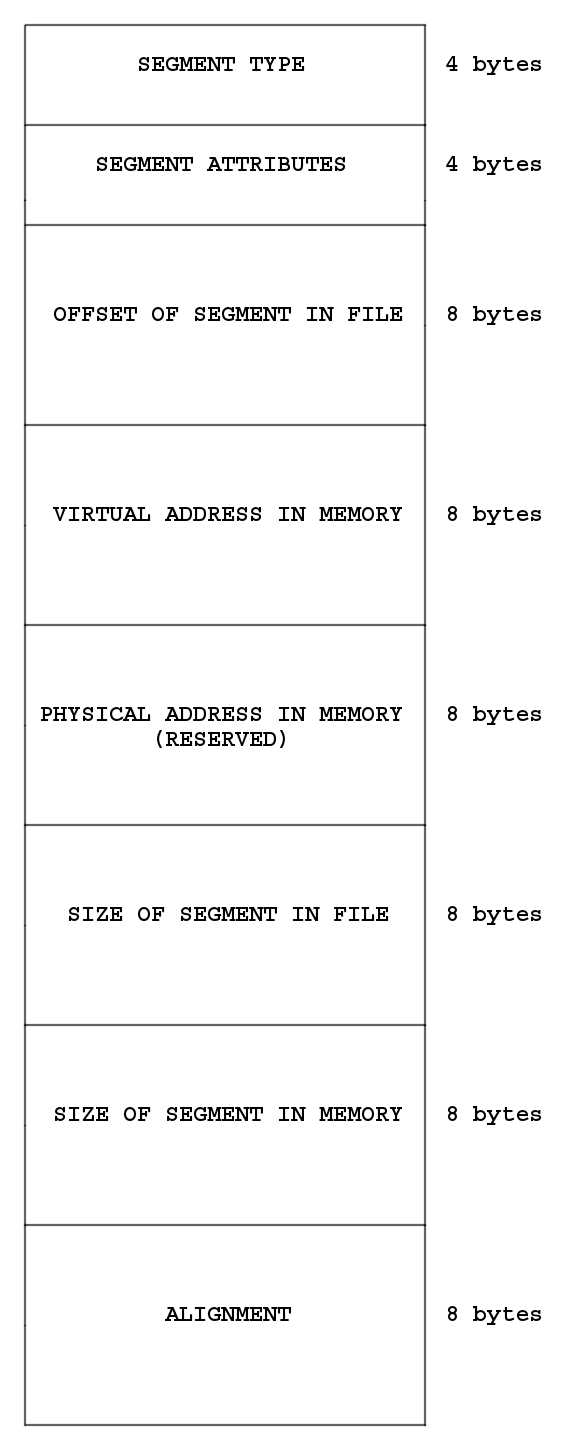 SEGMENT TYPE 4 bytes
SEGMENT ATTRIBUTES 4 bytes
OFFSET OF SEGMENT IN FILE 8 bytes
VIRTUAL ADDRESS IN MEMORY 8 bytes
PHYSICAL ADDRESS IN MEMORY 8 bytes
(RESERVED)
SIZE OF SEGMENT IN FILE 8 bytes
SIZE OF SEGMENT IN MEMORY 8 bytes
ALIGNMENT 8 bytes